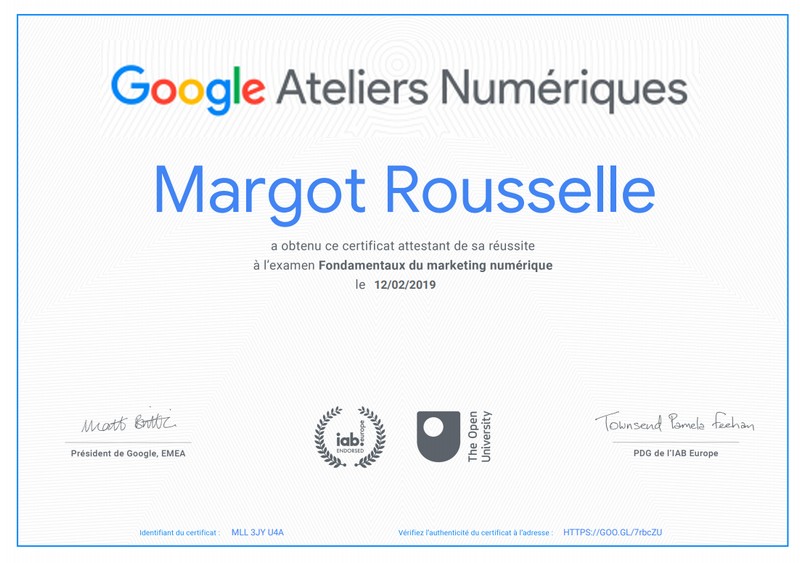 Google Ateliers Numériques
Margot Rousselle
a obtenu ce certificat attestant de sa réussite
à l'examen Fondamentaux du marketing numérique
le 12/02/2019
Matt Brittin
Townsend Pamela Feehan
iab.europe
ENDORSED
The Open
University
Président de Google, EMEA
PDG de l'IAB Europe
Identifiant du certificat : MLL 3JY U4A
Vérifiez l'authenticité du certificat à l'adresse : HTTPS://GOO.GL/7rbcZU